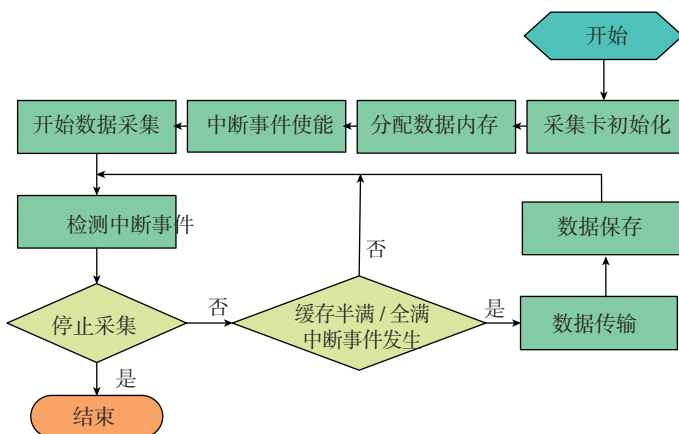 开始
开始数据采集
中断事件使能
分配数据内存
采集卡初始化
检测中断事件
数据保存
否
停止采集
否
缓存半满 / 全满
中断事件发生
是
数据传输
是
结束